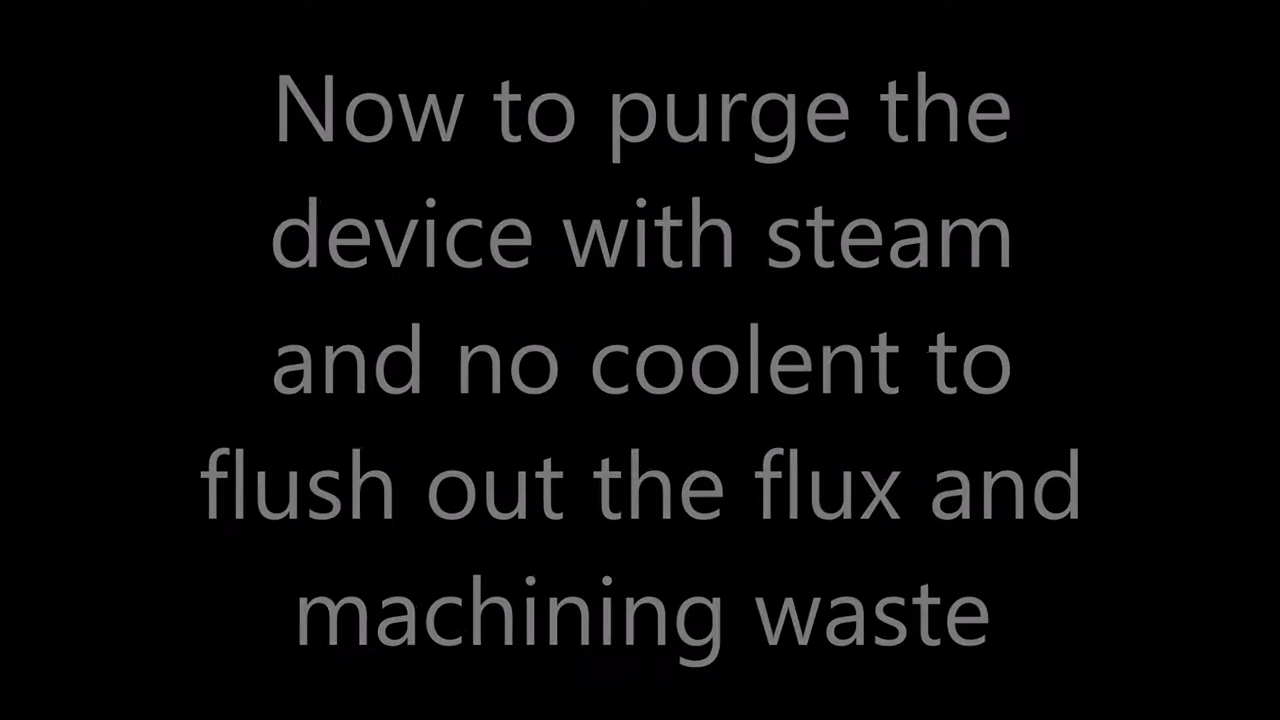 Now to purge the
device with steam
and no coolent to
flush out the flux and
machining waste